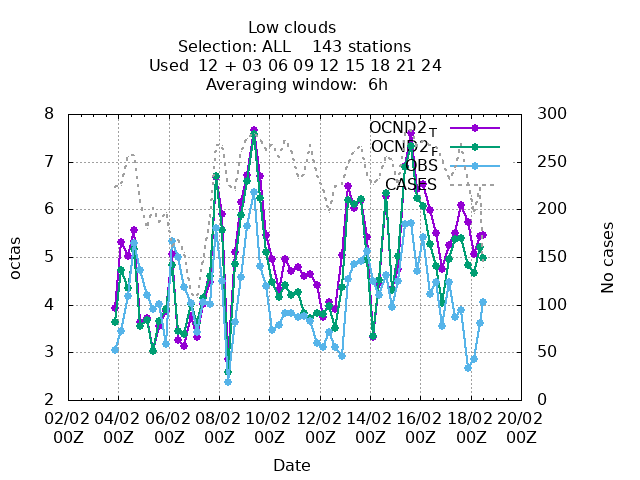 Low clouds
Selection: ALL 143 stations
Used 12 + 03 06 09 12 15 18 21 24
Averaging window: 6h
8 300
OCND2T
OCND2F
7 250
OBS
CASES
6 200
octas
No cases
5 150
4 100
3 50
2 0
02/02 04/02 06/02 08/02 10/02 12/02 14/02 16/02 18/02 20/02
00Z 00Z 00Z 00Z 00Z 00Z 00Z 00Z 00Z 00Z
Date